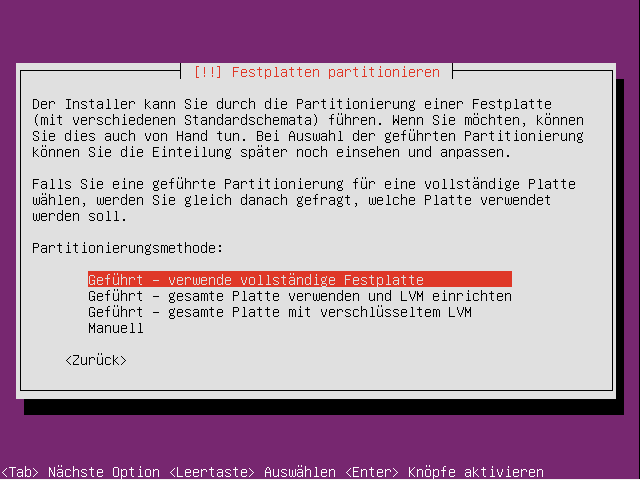 [!!] Festplatten partitionieren
Der Installer kann Sie durch die Partitionierung einer Festplatte
(mit verschiedenen Standardschemata) führen. Wenn Sie möchten, können
Sie dies auch von Hand tun. Bei Auswahl der geführten Partitionierung
können Sie die Einteilung später noch einsehen und anpassen.
Falls Sie eine geführte Partitionierung für eine vollständige Platte
wählen, werden Sie gleich danach gefragt, welche Platte verwendet
werden soll.
Partitionierungsmethode:
Geführt – verwende vollständige Festplatte
Geführt – gesamte Platte verwenden und LVM einrichten
Geführt – gesamte Platte mit verschlüsseltem LVM
Manuell
<Zurück>
<Tab> Nächste Option <Leertaste> Auswählen <Enter> Knöpfe aktivieren